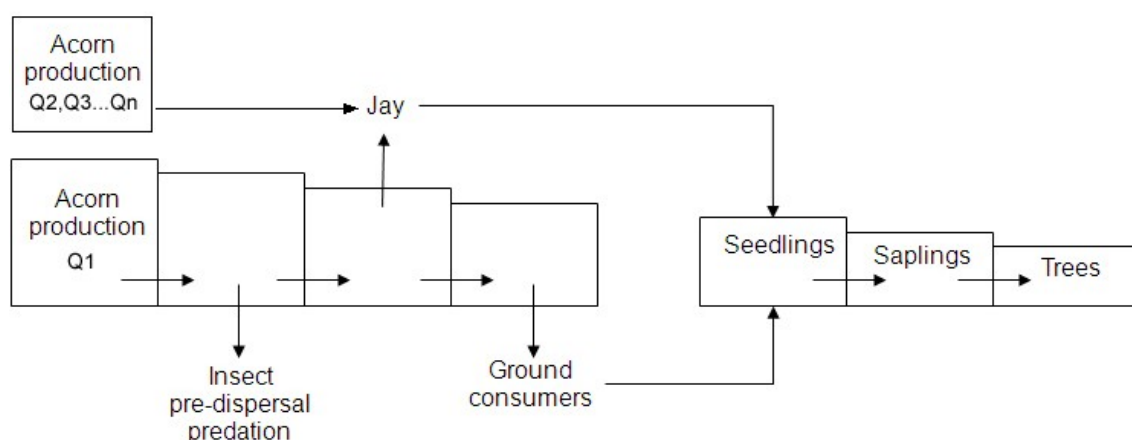 Acorn
production
Q2,Q3...Qn
Jay
Acorn
production
Q1
Seedlings
Saplings
Trees
Insect
pre-dispersal
predation
Ground
consumers